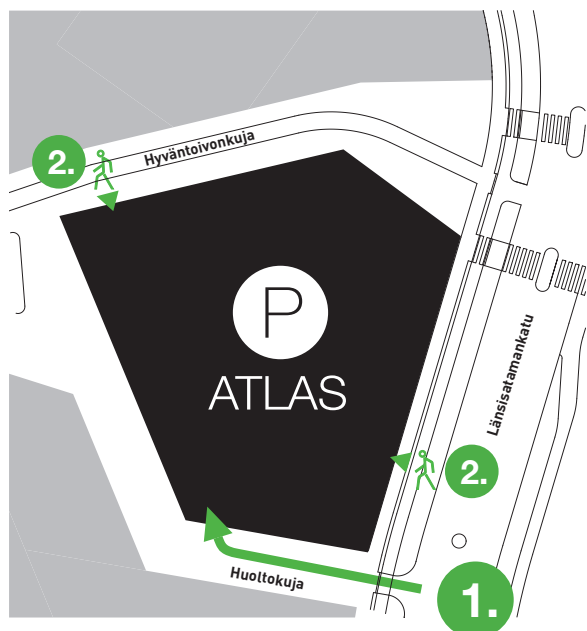 2.
Hyväntoivonkuja
P
ATLAS
Länsisatamankatu
2.
Huoltokuja
1.